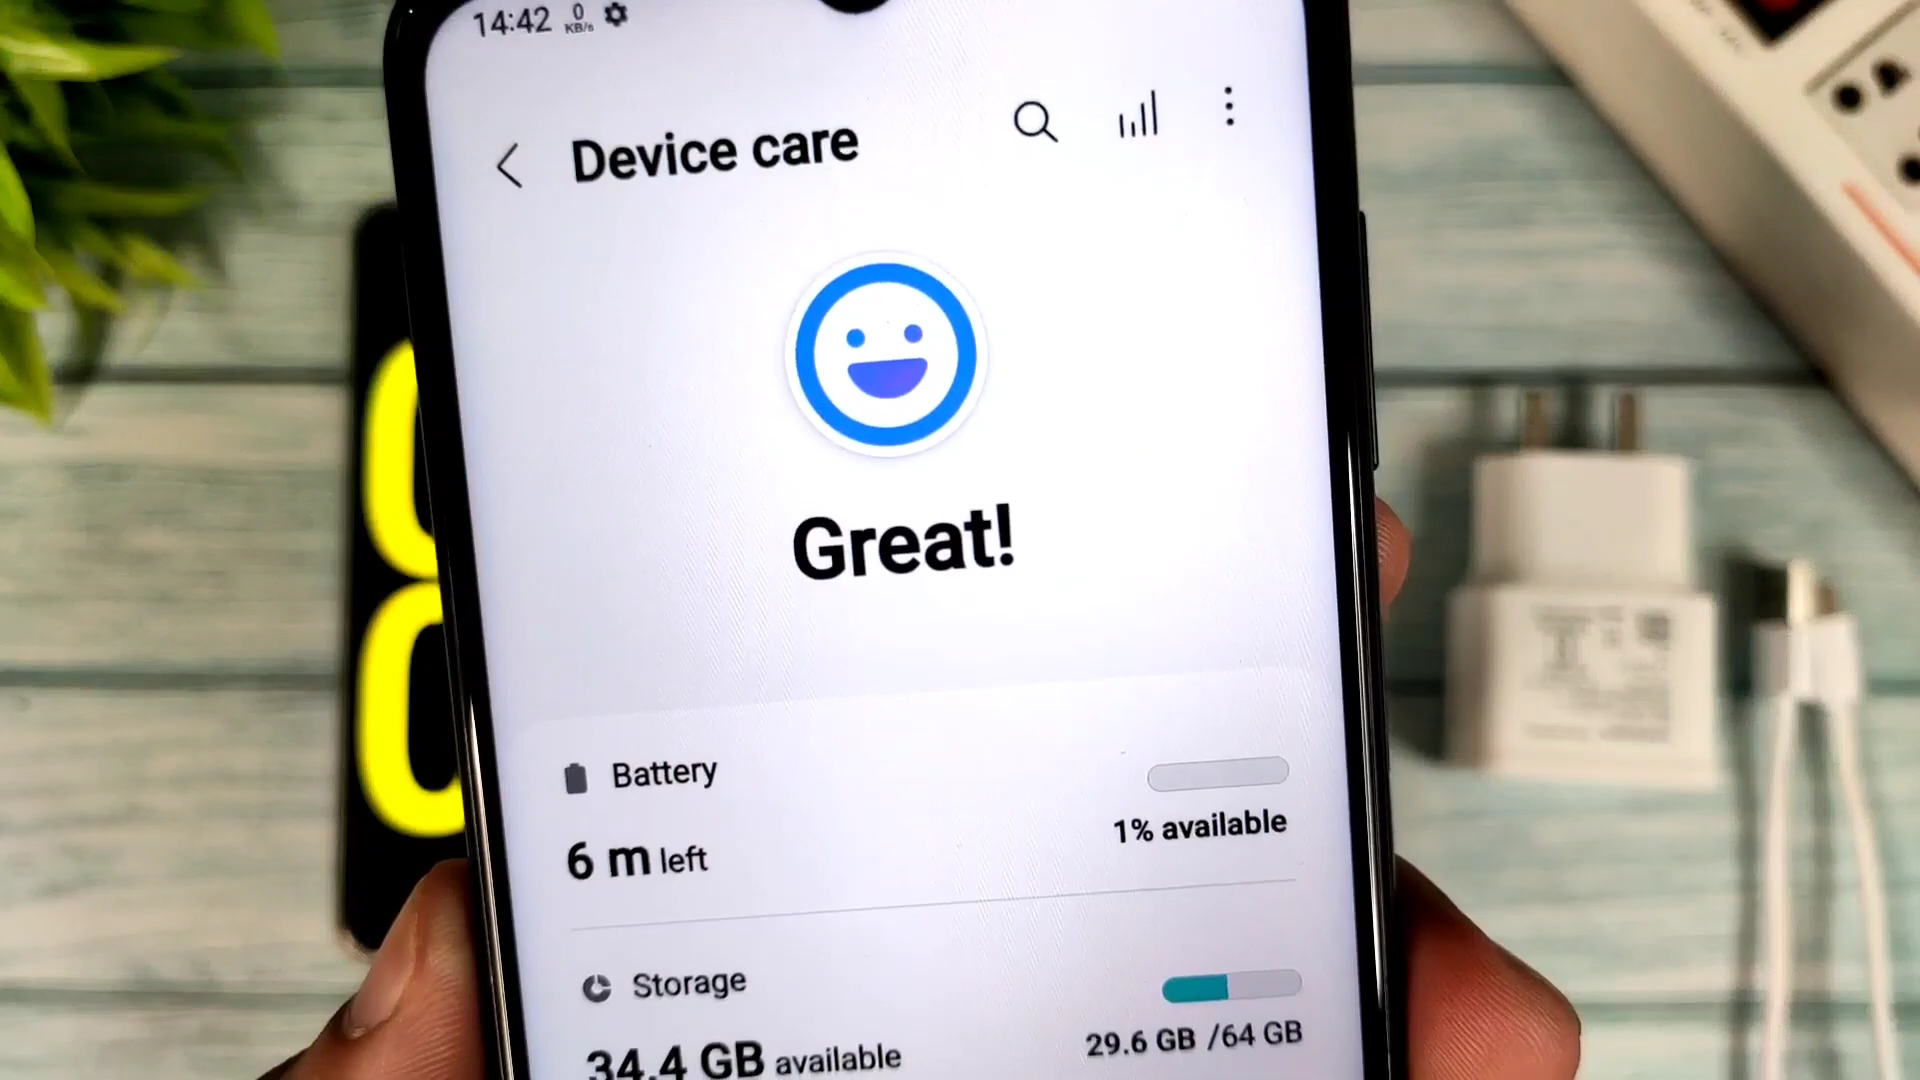 14:42 0 KB/s
Device care
Great!
Battery
6 m left
1% available
Storage
34.4 GB available
29.6 GB /64 GB